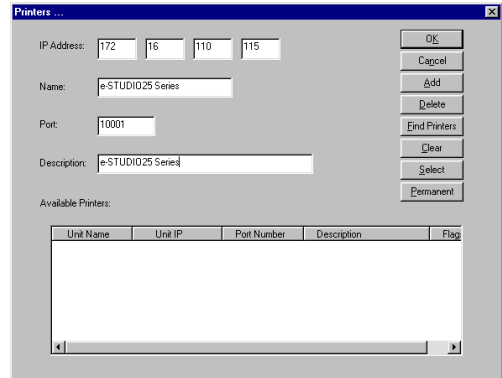 Printers ...
IP Address: 172 16 110 115
Name: e-STUDIO25 Series
Port: 10001
Description: e-STUDIO25 Series
OK
Cancel
Add
Delete
Find Printers
Clear
Select
Permanent
Available Printers:
Unit Name Unit IP Port Number Description Flags